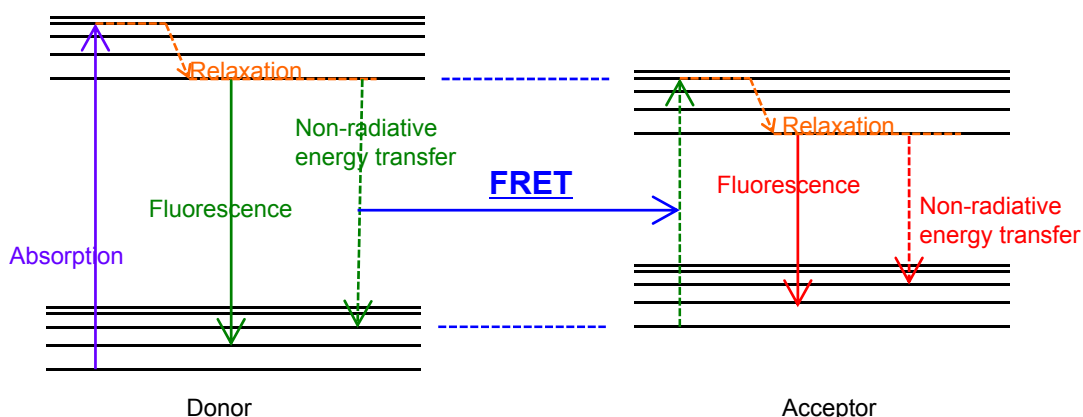 Relaxation
Non-radiative
energy transfer
Fluorescence
Absorption
FRET
Relaxation
Fluorescence
Non-radiative
energy transfer
Donor
Acceptor